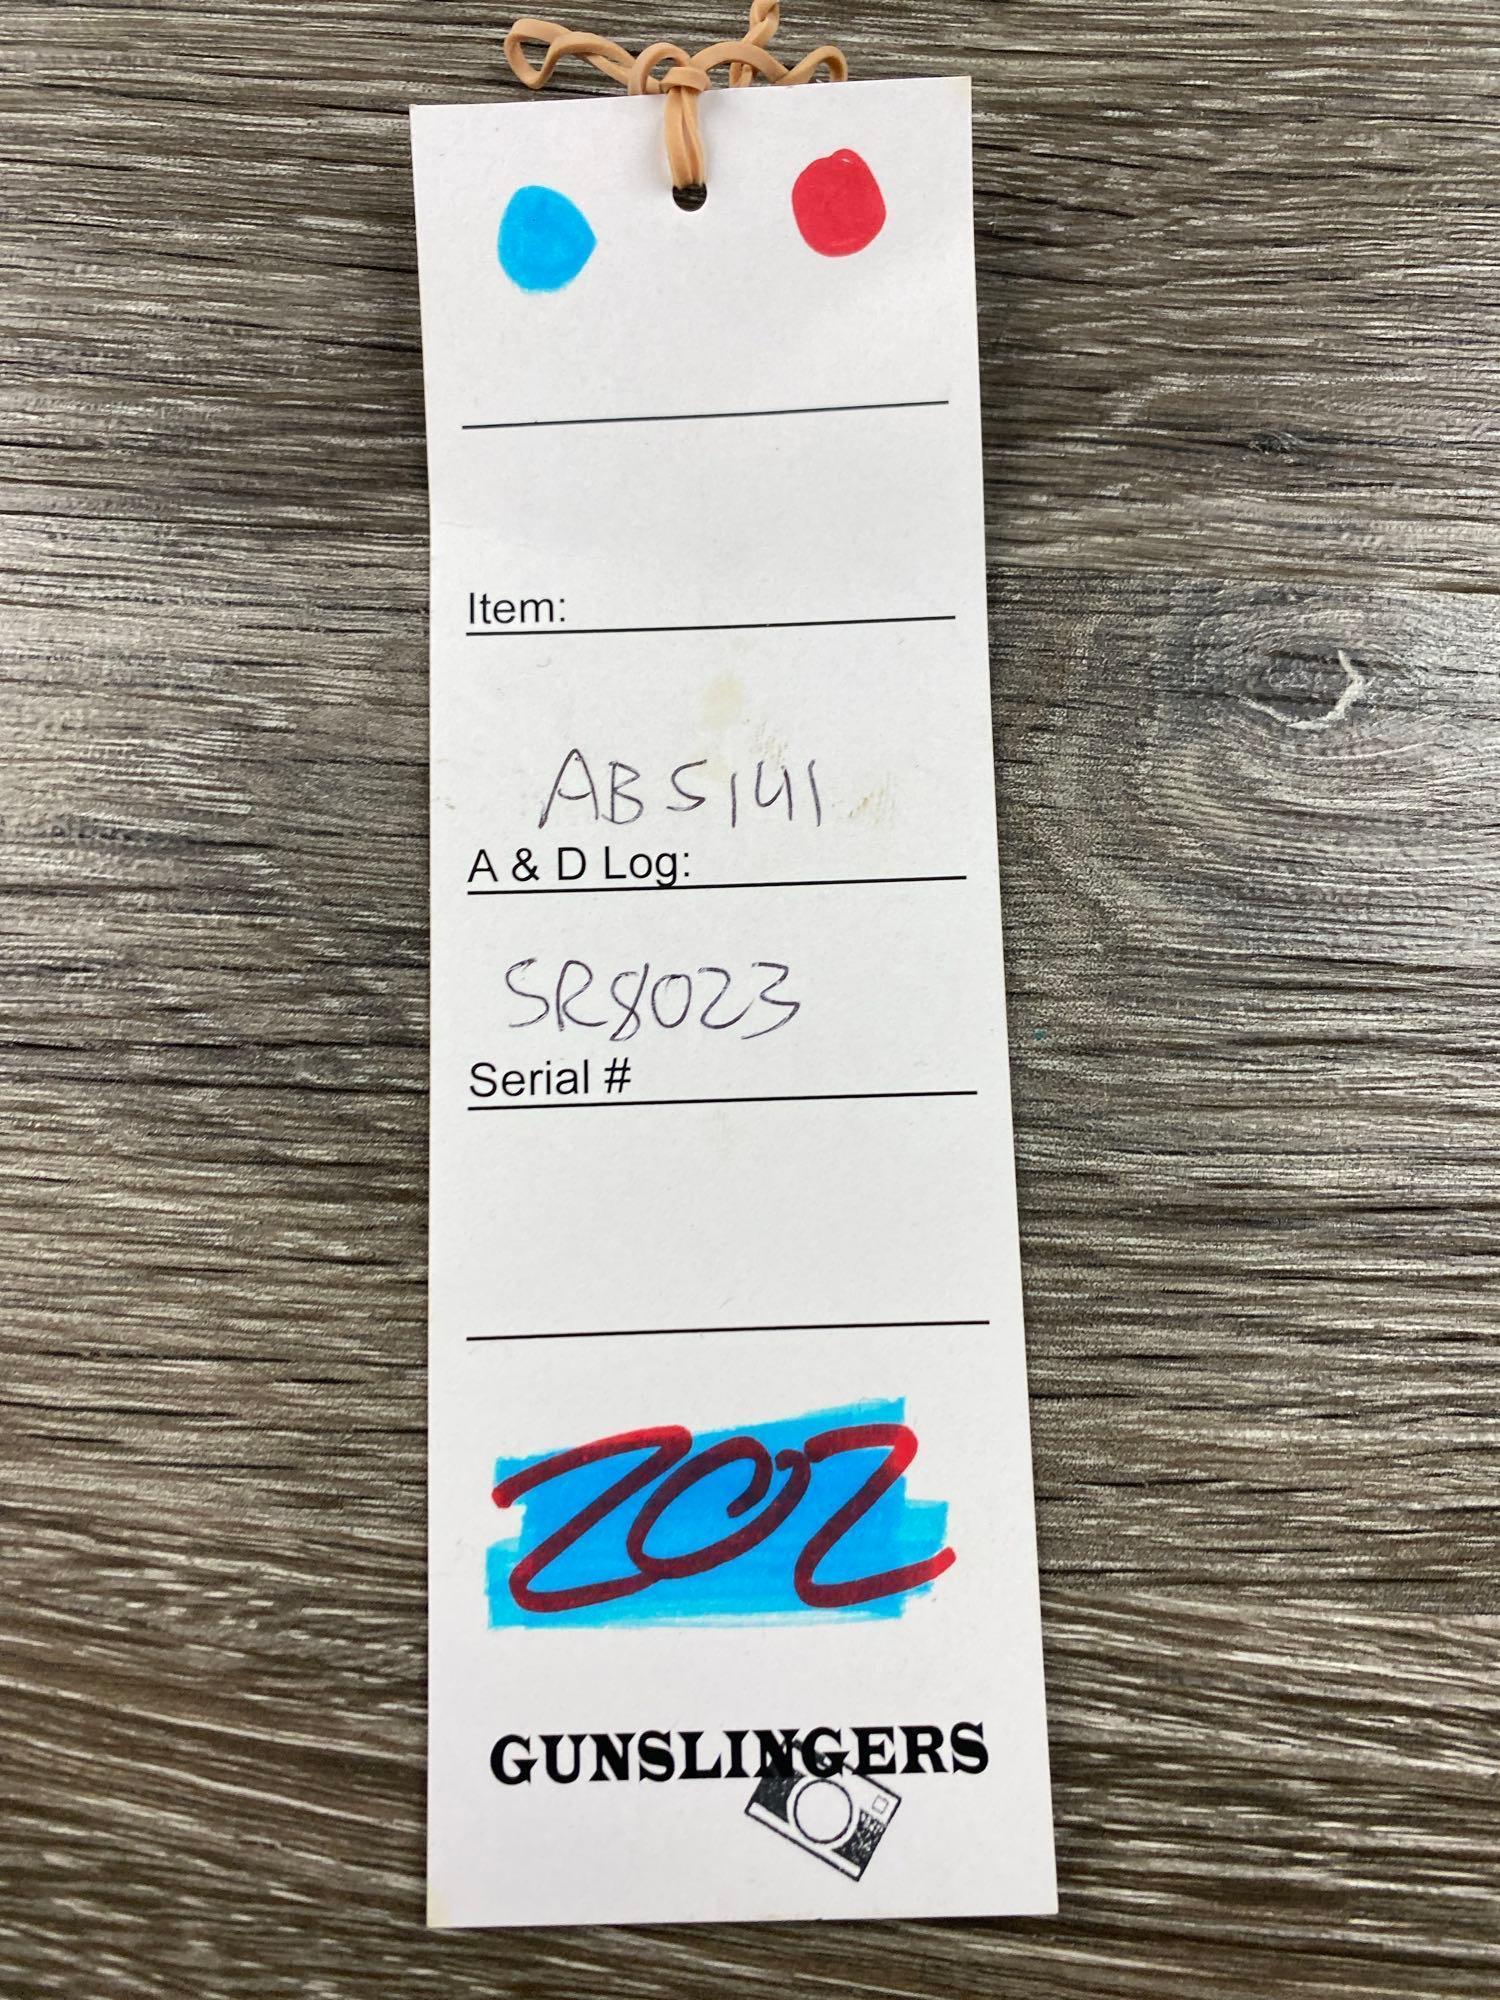 Item:
AB5141
A & D Log:
SR8023
Serial #
202
GUNSLINGERS